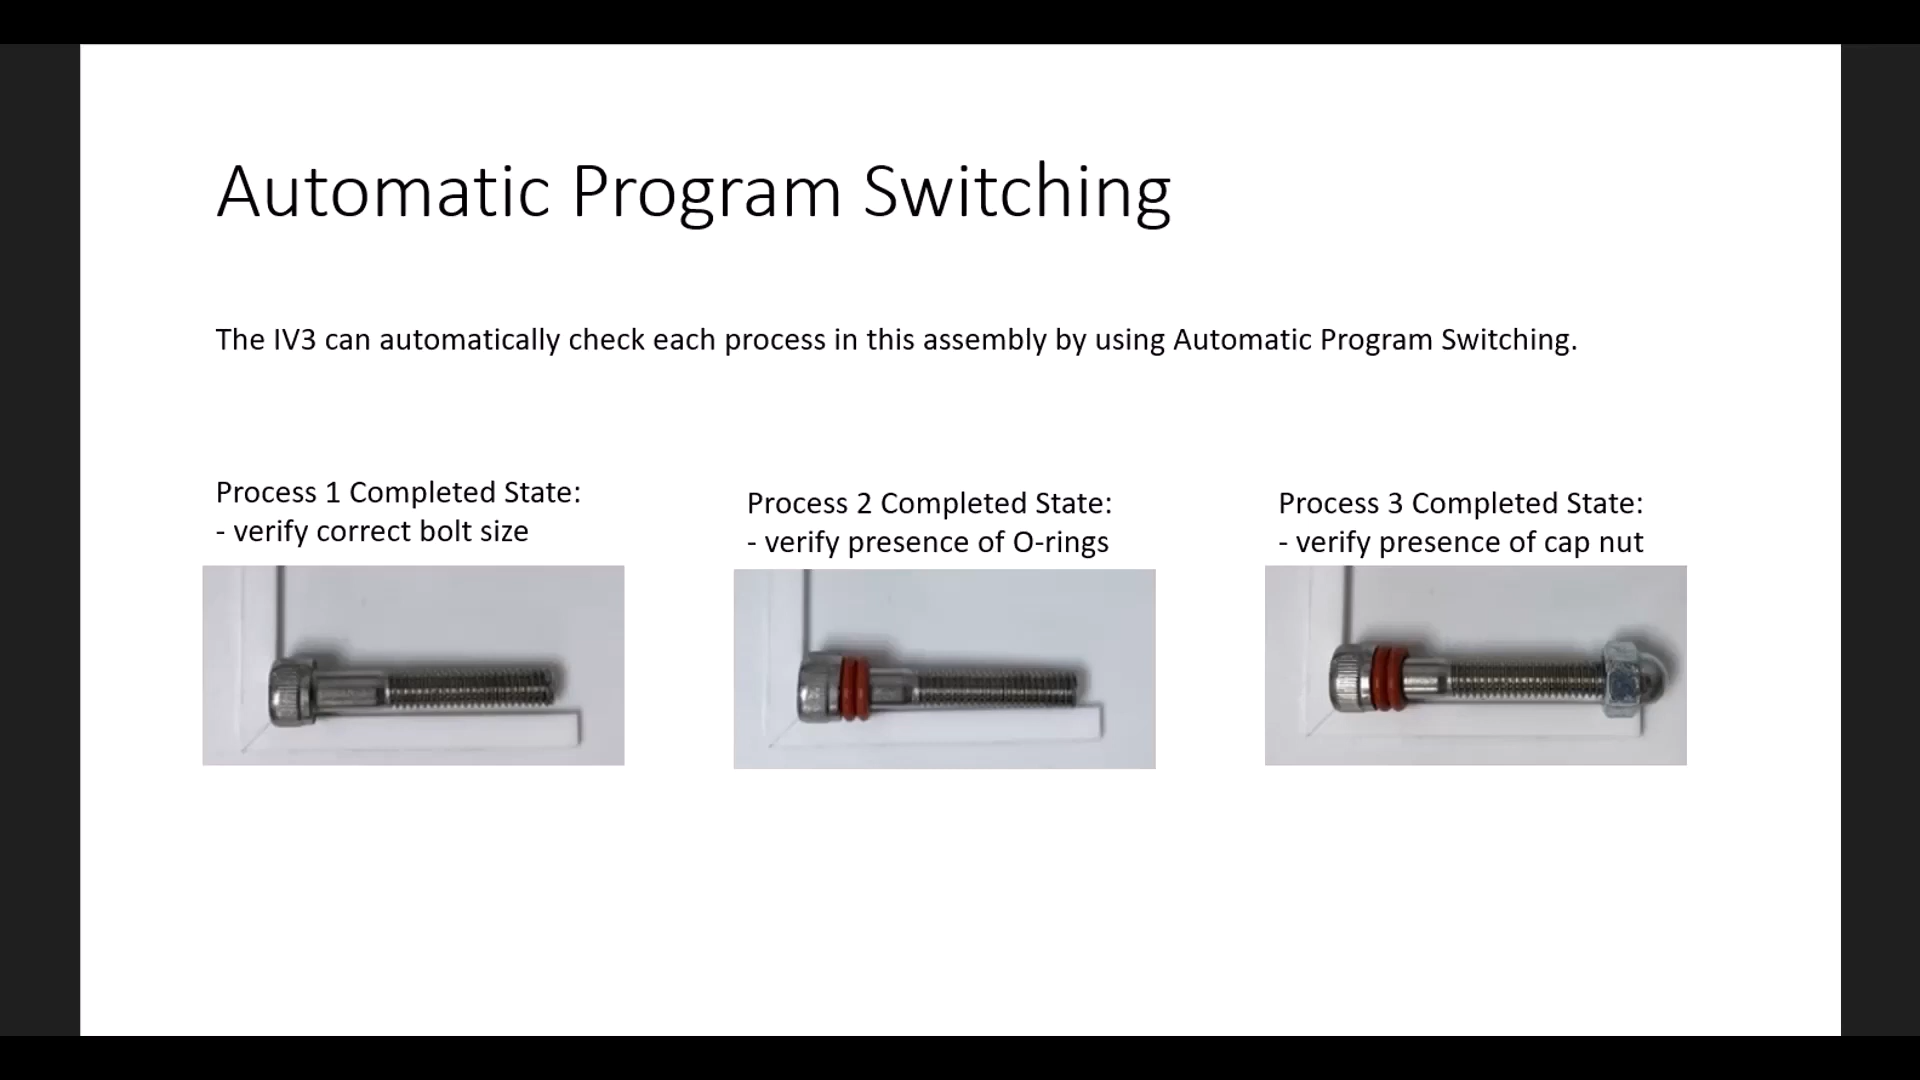 Automatic Program Switching
The IV3 can automatically check each process in this assembly by using Automatic Program Switching.
Process 1 Completed State:
- verify correct bolt size
Process 2 Completed State:
- verify presence of O-rings
Process 3 Completed State:
- verify presence of cap nut